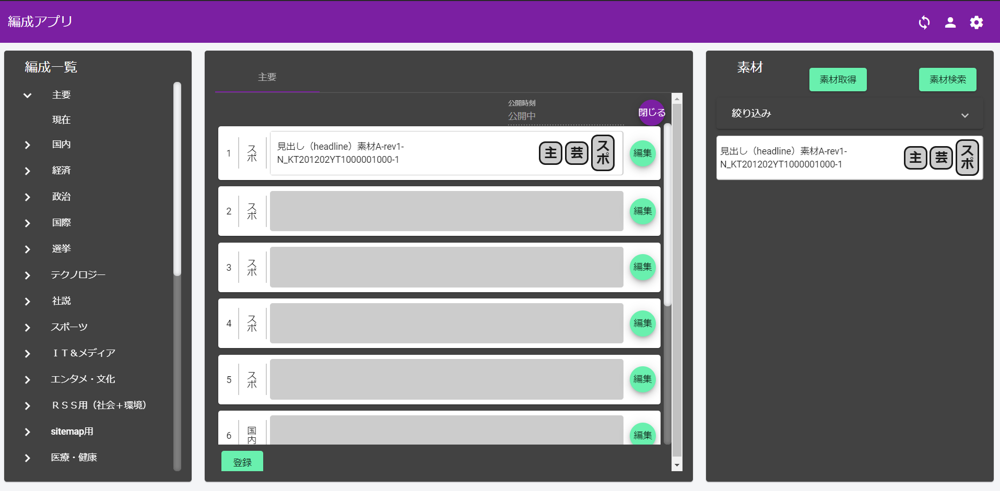 編成アプリ
編成一覧
主要
現在
国内
経済
政治
国際
選挙
テクノロジー
社説
スポーツ
ＩＴ＆メディア
エンタメ・文化
ＲＳＳ用（社会＋環境）
sitemap用
医療・健康
主要
公開時刻
公開中
閉じる
1
スポ
見出し（headline）素材A-rev1-
N_KT201202YT1000001000-1
主
芸
スポ
編集
2
スポ
編集
3
スポ
編集
4
スポ
編集
5
スポ
編集
6
国内
編集
登録
素材
素材取得
素材検索
絞り込み
見出し（headline）素材A-rev1-
N_KT201202YT1000001000-1
主
芸
スポ